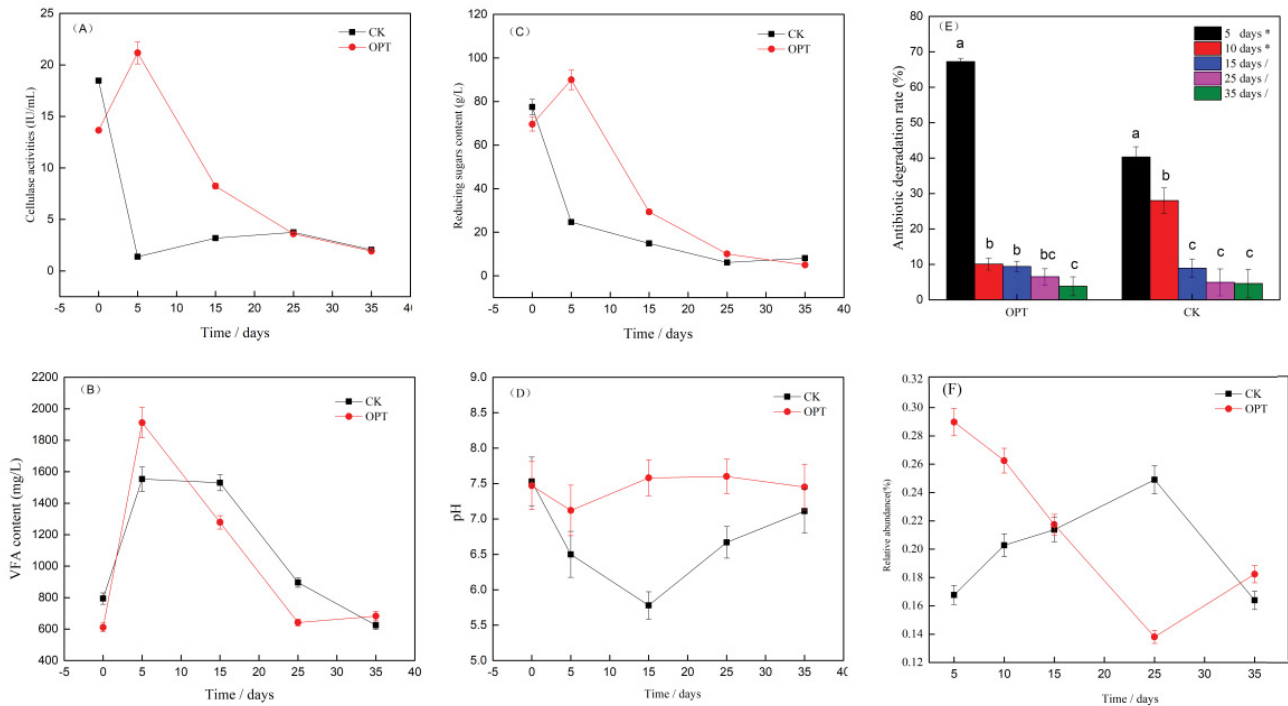 (A)
CK
OPT
Cellulase activities (IU/mL)
25
20
15
10
5
0
-5 0 5 10 15 20 25 30 35 40
Time / days
(C)
CK
OPT
Reducing sugars content (g/L)
120
100
80
60
40
20
0
-5 0 5 10 15 20 25 30 35 40
Time / days
(E)
5 days *
10 days *
15 days /
25 days /
35 days /
Antibiotic degradation rate (%)
80
70
60
50
40
30
20
10
0
a
b b bc c
a
b
c c c
OPT CK
(B)
CK
OPT
VFA content (mg/L)
2200
2000
1800
1600
1400
1200
1000
800
600
400
-5 0 5 10 15 20 25 30 35 40
Time / days
(D)
CK
OPT
pH
9.0
8.5
8.0
7.5
7.0
6.5
6.0
5.5
5.0
-5 0 5 10 15 20 25 30 35 40
Time / days
(F)
CK
OPT
Relative abundance(%)
0.32
0.30
0.28
0.26
0.24
0.22
0.20
0.18
0.16
0.14
0.12
5 10 15 20 25 30 35
Time / days